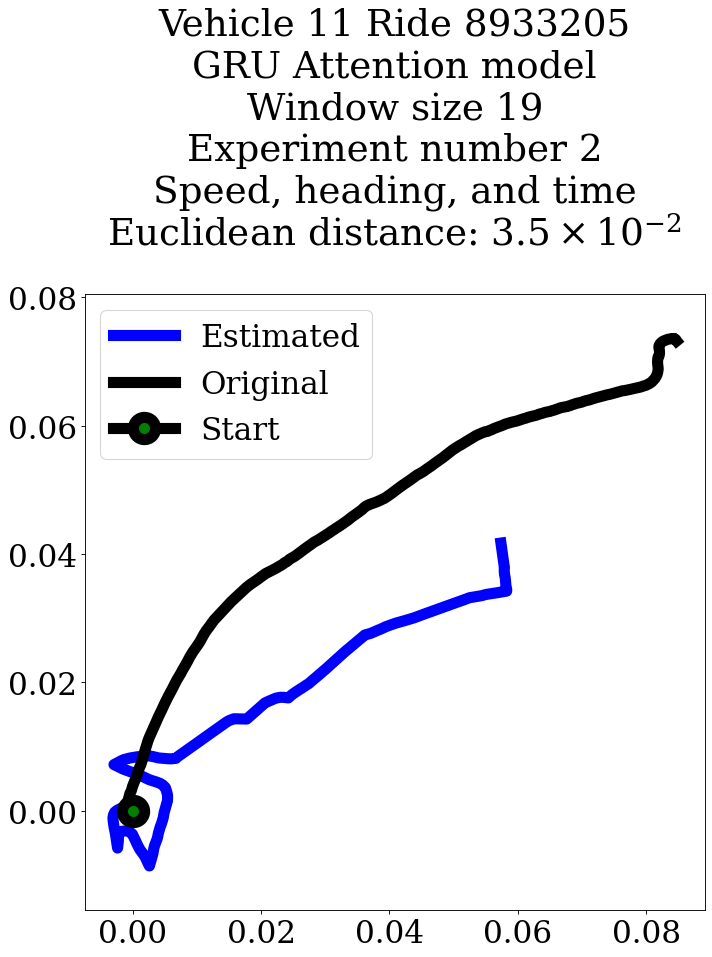 Vehicle 11 Ride 8933205
GRU Attention model
Window size 19
Experiment number 2
Speed, heading, and time
Euclidean distance: 3.5 × 10⁻²
Estimated
Original
Start
0.08
0.06
0.04
0.02
0.00
0.00 0.02 0.04 0.06 0.08